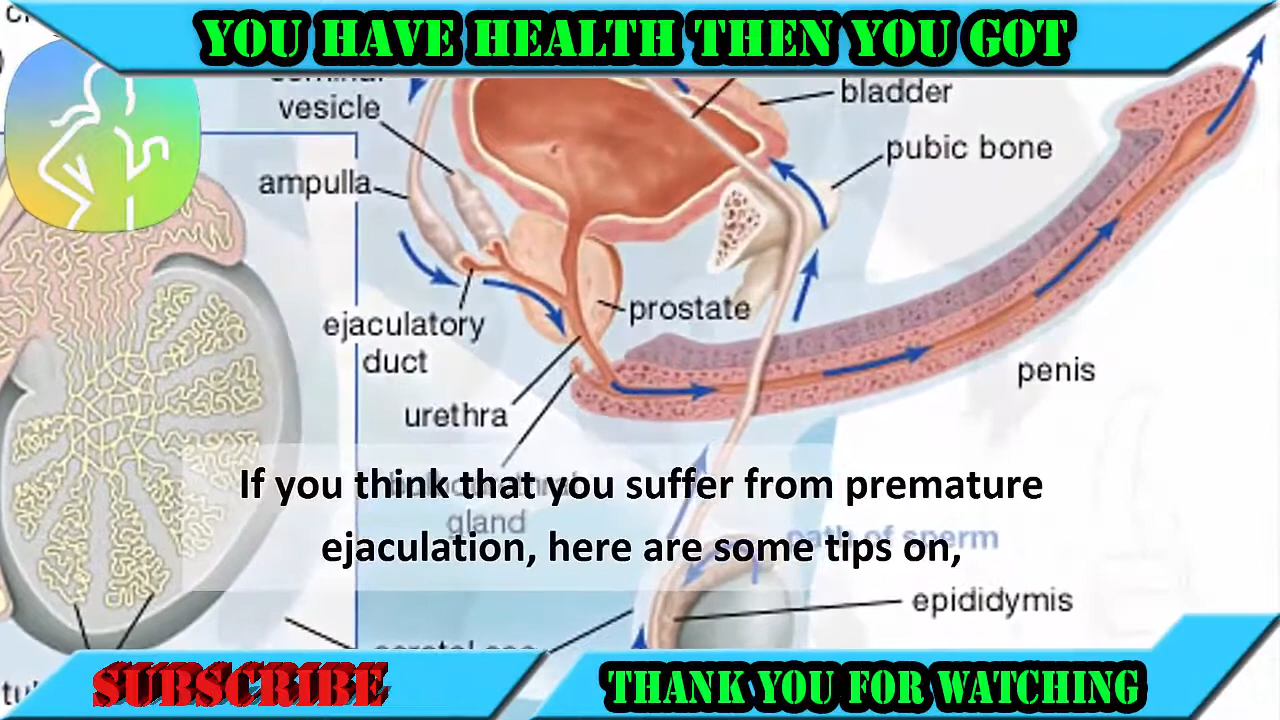 YOU HAVE HEALTH THEN YOU GOT
vesicle
bladder
pubic bone
ampulla
prostate
ejaculatory
duct
penis
urethra
If you think that you suffer from premature
gland
ejaculation, here are some tips on,
path of sperm
epididymis
SUBSCRIBE
THANK YOU FOR WATCHING